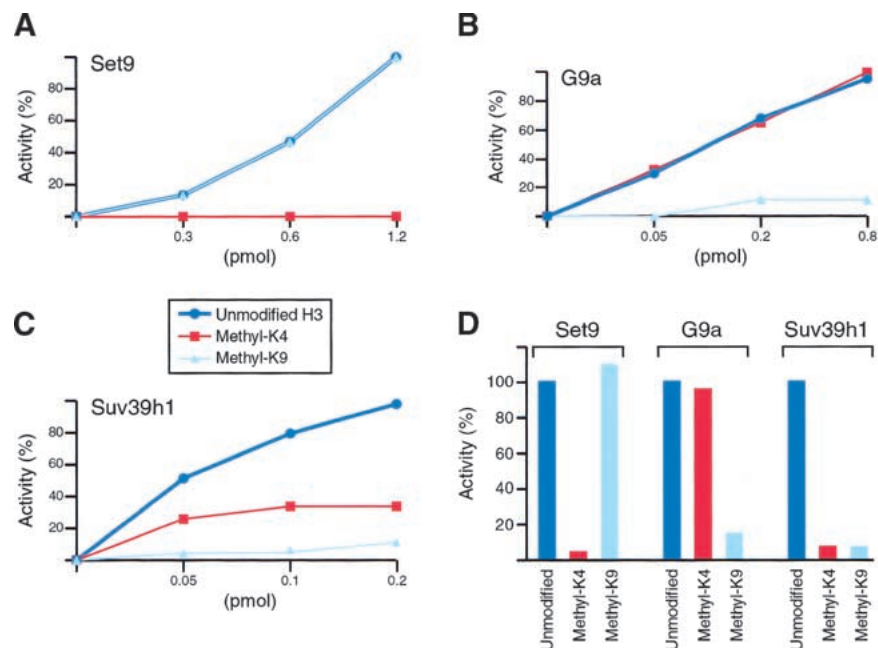 A
Set9
Activity (%)
80
60
40
20
0.3
0.6
1.2
(pmol)
B
G9a
Activity (%)
80
60
40
20
0.05
0.2
0.8
(pmol)
C
Unmodified H3
Methyl-K4
Methyl-K9
Suv39h1
Activity (%)
80
60
40
20
0.05
0.1
0.2
(pmol)
D
Set9 G9a Suv39h1
Activity (%)
100
80
60
40
20
Unmodified
Methyl-K4
Methyl-K9
Unmodified
Methyl-K4
Methyl-K9
Unmodified
Methyl-K4
Methyl-K9